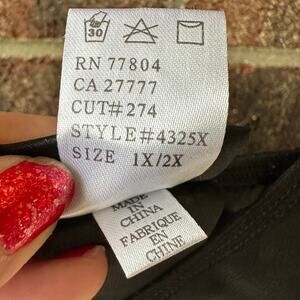 30
RN 77804
CA 27777
CUT#274
STYLE#4325X
SIZE 1X/2X
MADE
IN
CHINA
FABRIQUE
EN
CHINE